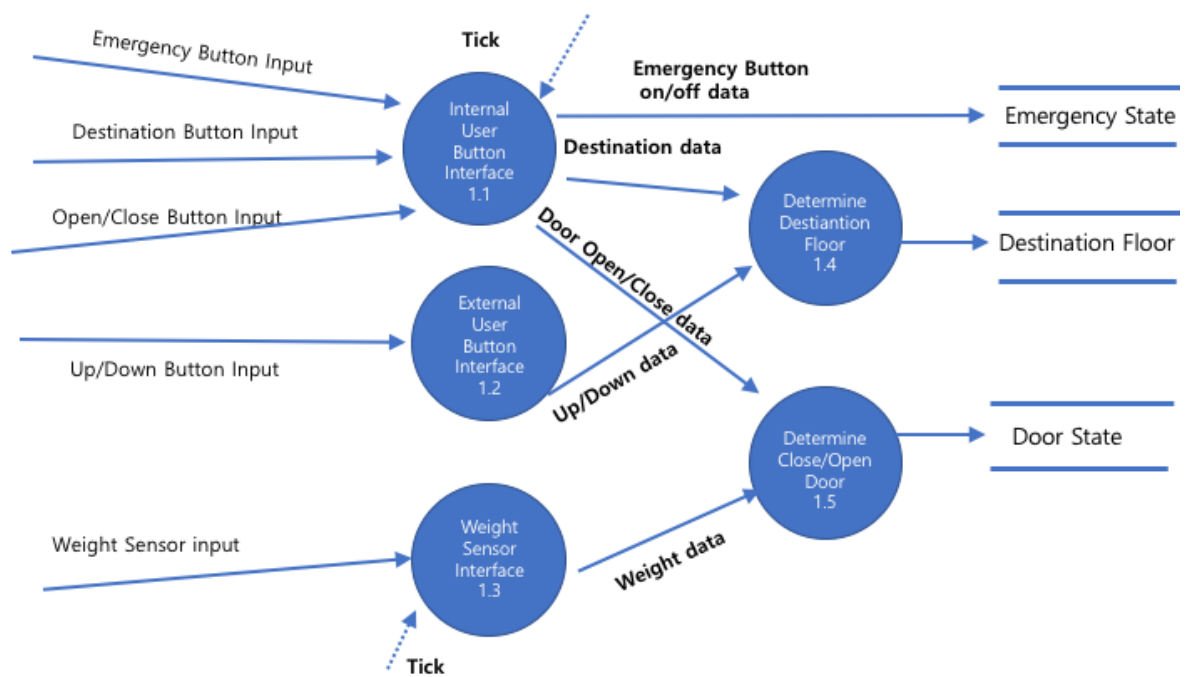 Emergency Button Input
Tick
Emergency Button
on/off data
Internal
User
Button
Interface
1.1
Emergency State
Destination Button Input
Destination data
Determine
Destiantion
Floor
1.4
Open/Close Button Input
Door Open/Close data
Destination Floor
External
User
Button
Interface
1.2
Up/Down Button Input
Up/Down data
Determine
Close/Open
Door
1.5
Door State
Weight Sensor input
Weight
Sensor
Interface
1.3
Weight data
Tick